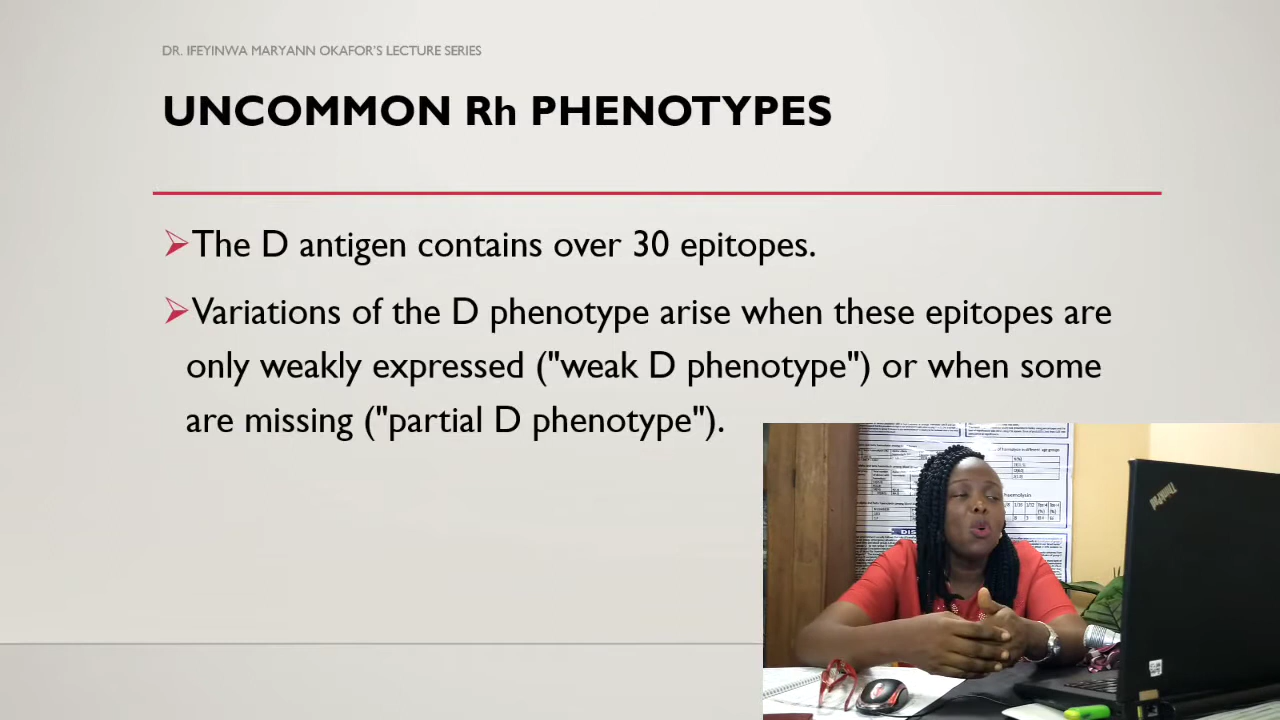 DR. IFEYINWA MARYANN OKAFOR'S LECTURE SERIES
UNCOMMON Rh PHENOTYPES
➢The D antigen contains over 30 epitopes.
➢Variations of the D phenotype arise when these epitopes are
only weakly expressed ("weak D phenotype") or when some
are missing ("partial D phenotype").
ThinkPad